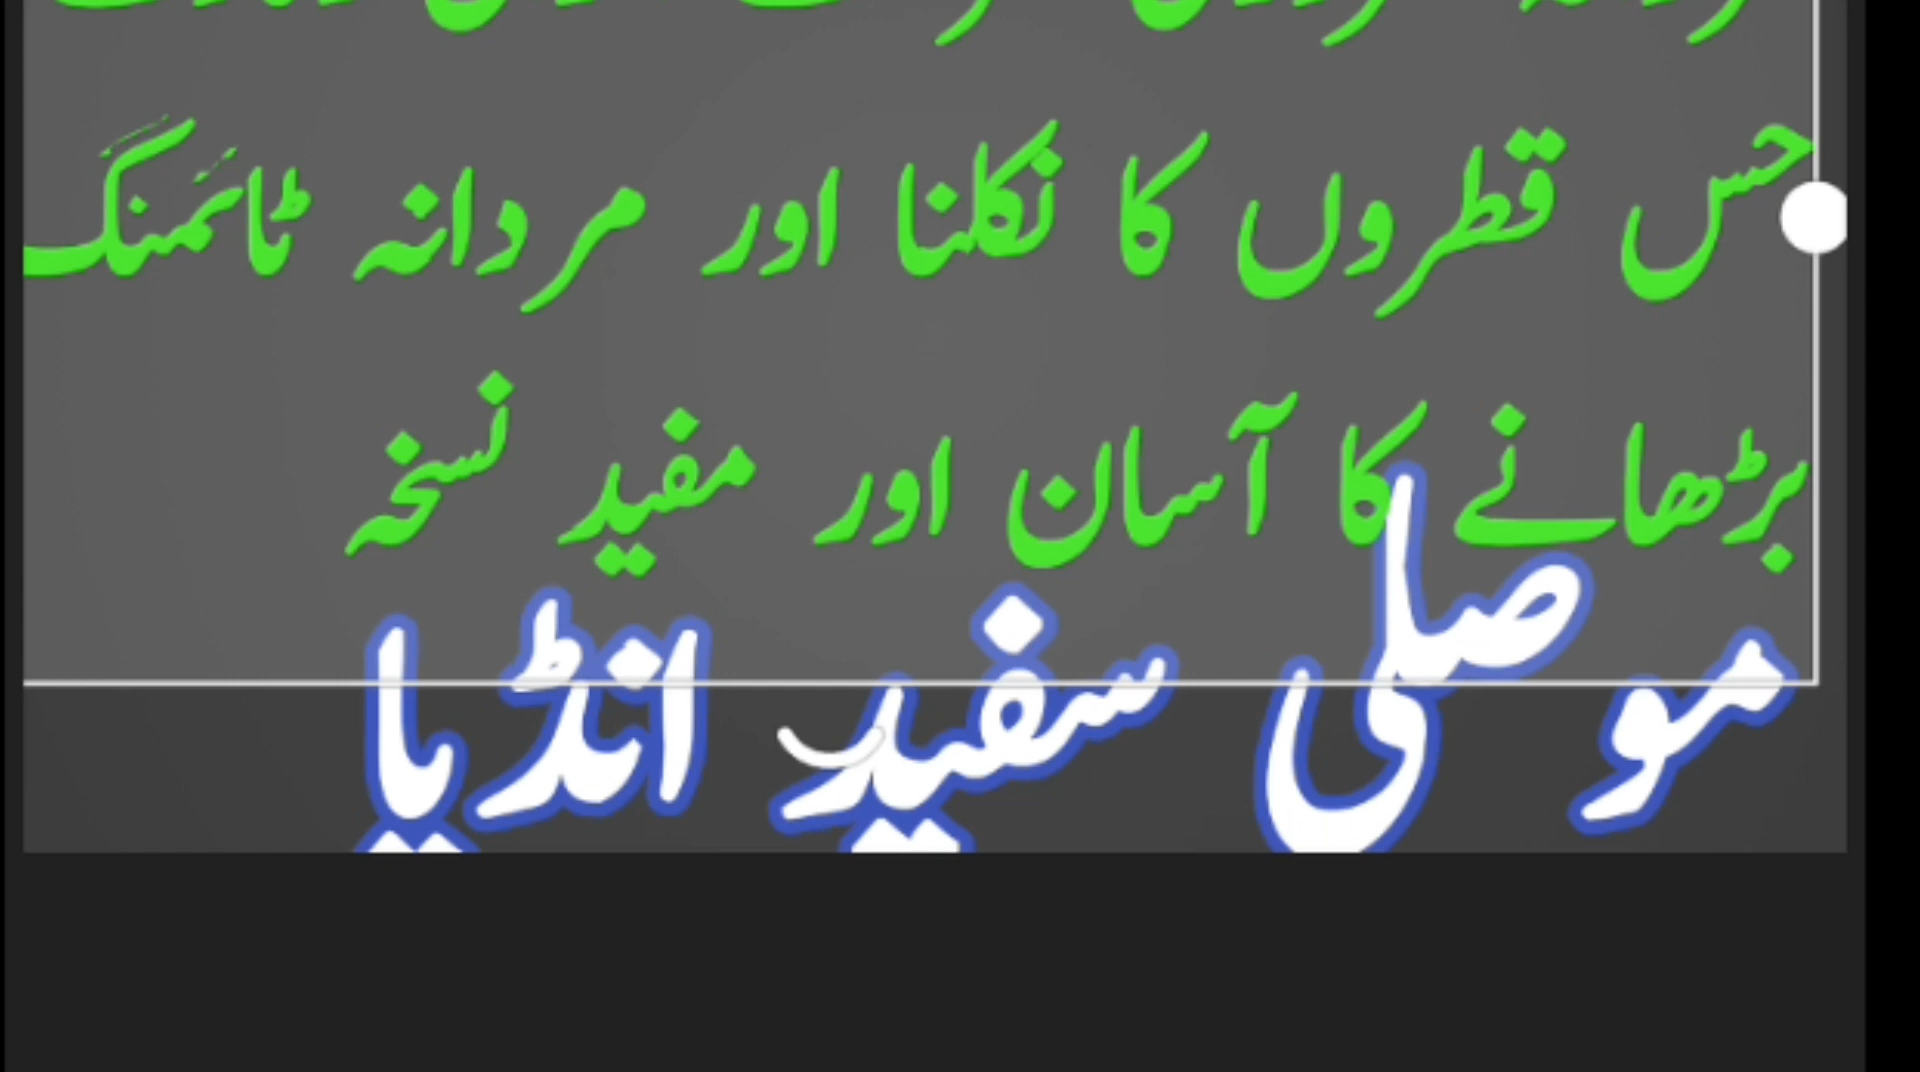 حس قطروں کا نکلنا اور مردانہ ٹائمنگ
بڑھانے کا آسان اور مفید نسخہ
موصلی سفید انڈیا